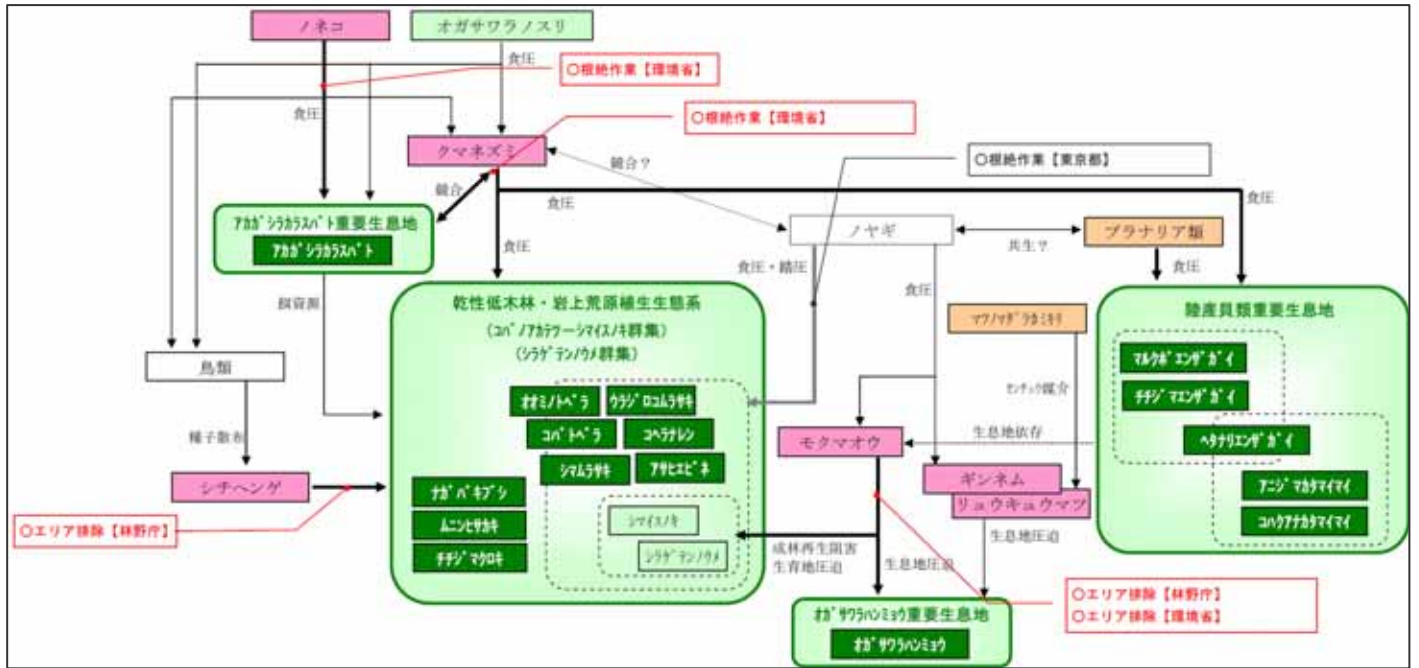 ノネコ
オガサワラノスリ
食圧
○根絶作業【環境省】
食圧
○根絶作業【環境省】
クマネズミ
競合？
○根絶作業【東京都】
競合
食圧
食圧
アカガシラカラスバト重要生息地
アカガシラカラスバト
ノヤギ
共生？
プラナリア類
食圧
食圧・踏圧
食圧
食圧
餌資源
乾性低木林・岩上荒原植生生態系
(コバノアカテツーシマイスノキ群集)
(シラゲテンノウメ群集)
マツノマダラカミキリ
陸産貝類重要生息地
マルクボエンザガイ
チチジマエンザガイ
センチュウ媒介
鳥類
オオミノトベラ
ウラジロコムラサキ
コバトベラ
コヘラナレン
モクマオウ
生息地依存
ヘタナリエンザガイ
種子散布
シマムラサキ
アサヒエビネ
シチヘンゲ
ナガバキブシ
ギンネム
リュウキュウマツ
アニジマカタマイマイ
○エリア排除【林野庁】
ムニンヒサカキ
シマイスノキ
コハクアナカタマイマイ
チチジマクロキ
シラゲテンノウメ
成林再生阻害
生育地圧迫
生息地圧迫
生息地圧迫
○エリア排除【林野庁】
○エリア排除【環境省】
オガサワラハンミョウ重要生息地
オガサワラハンミョウ